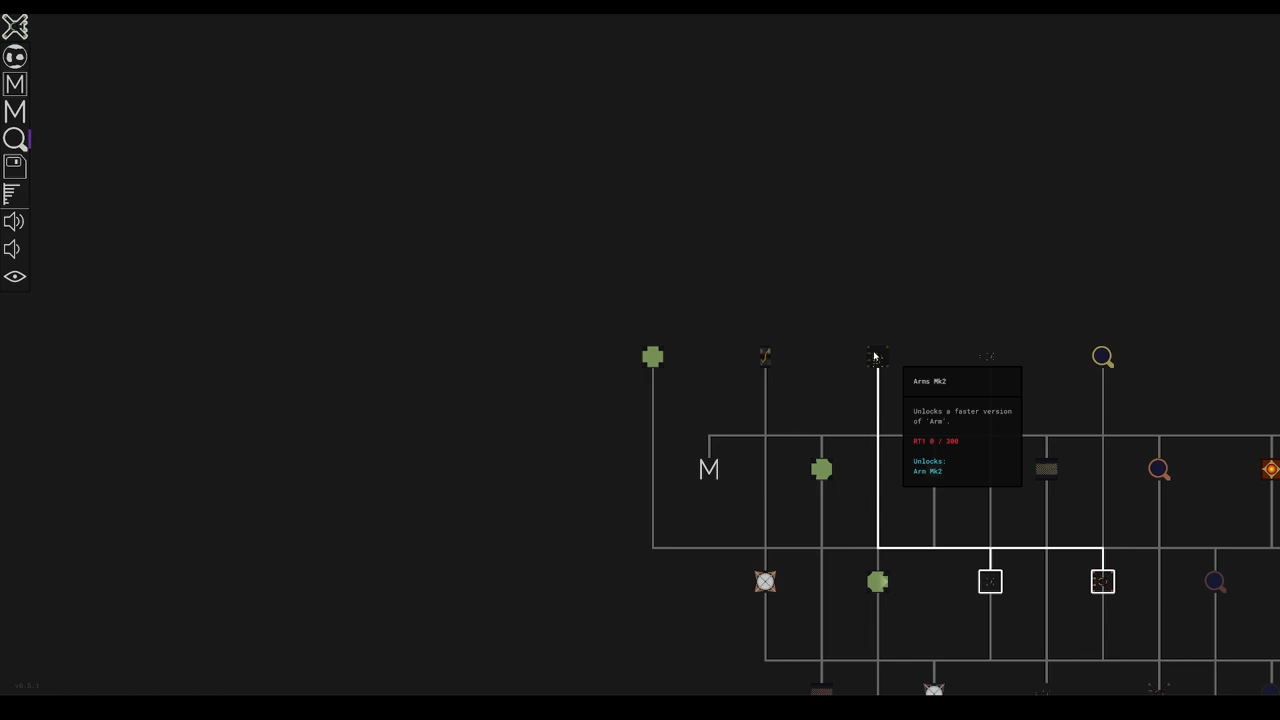 M
M
Arms Mk2
Unlocks a faster version
of 'Arm'.
RT1 0 / 300
Unlocks:
Arm Mk2
M